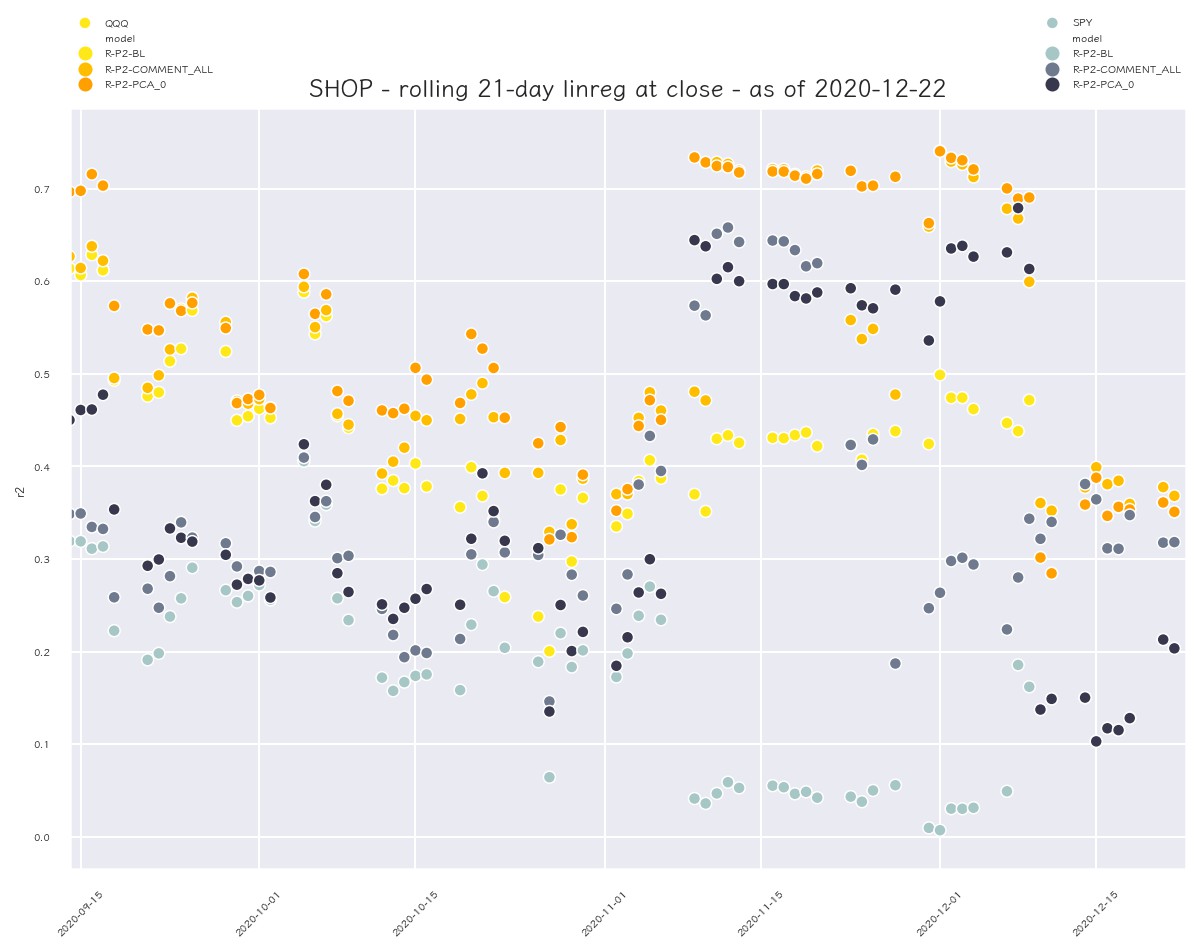 QQQ
model
R-P2-BL
R-P2-COMMENT_ALL
R-P2-PCA_0
SPY
model
R-P2-BL
R-P2-COMMENT_ALL
R-P2-PCA_0
SHOP - rolling 21-day linreg at close - as of 2020-12-22
r2
0.7
0.6
0.5
0.4
0.3
0.2
0.1
0.0
2020-09-15
2020-10-01
2020-10-15
2020-11-01
2020-11-15
2020-12-01
2020-12-15